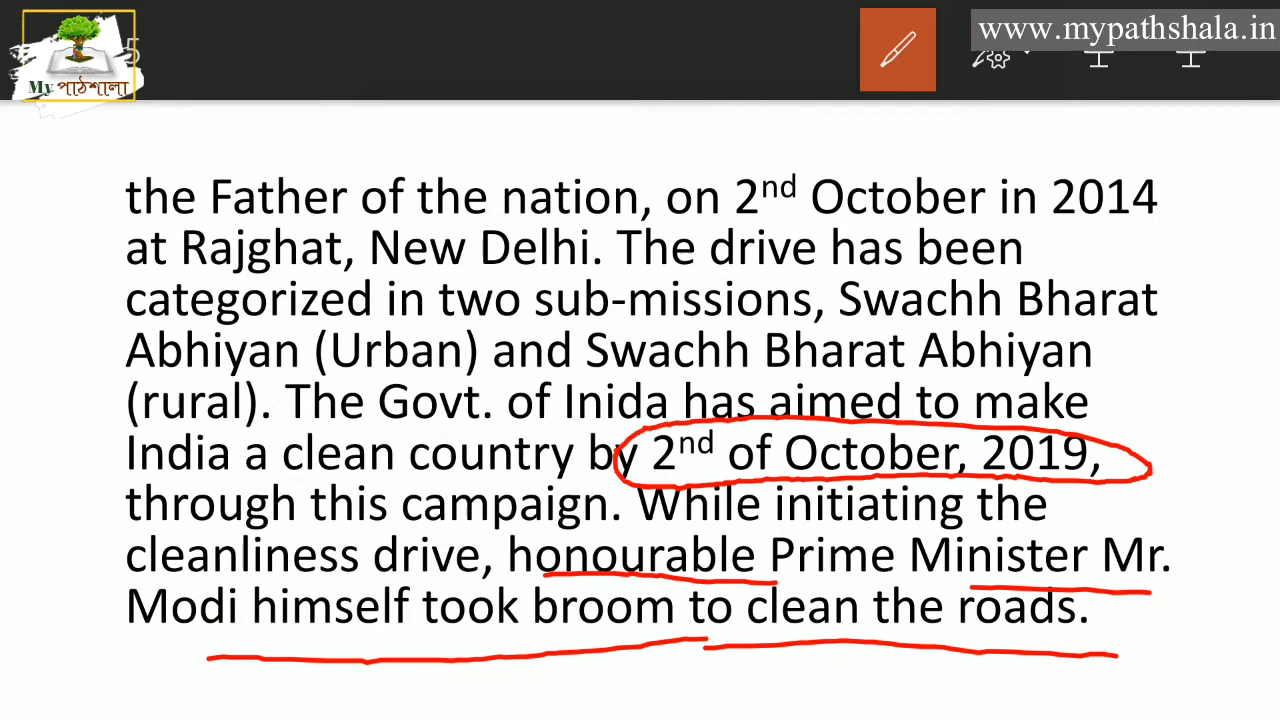 www.mypathshala.in
5
My পাঠশালা
the Father of the nation, on 2nd October in 2014
at Rajghat, New Delhi. The drive has been
categorized in two sub-missions, Swachh Bharat
Abhiyan (Urban) and Swachh Bharat Abhiyan
(rural). The Govt. of Inida has aimed to make
India a clean country by 2nd of October, 2019,
through this campaign. While initiating the
cleanliness drive, honourable Prime Minister Mr.
Modi himself took broom to clean the roads.